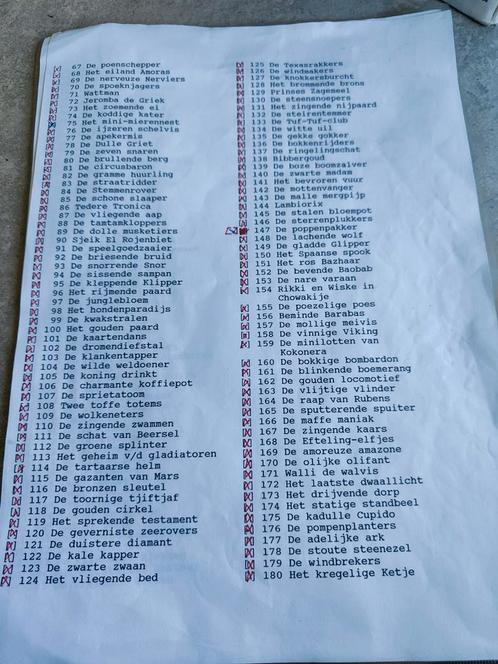 67 De poenschepper
68 Het eiland Amoras
69 De nerveuze Nerviers
70 De spoeknjagers
71 Wattman
72 Jeromba de Griek
73 Het zoemende ei
74 De koddige kater
75 Het mini-mierennest
76 De ijzeren schelvis
77 De apekermis
78 De Dulle Griet
79 De zeven snaren
80 De brullende berg
81 De circusbaron
82 De gramme huurling
83 De straatridder
84 De Stemmenrover
85 De schone slaper
86 Tedere Tronica
87 De vliegende aap
88 De tamtamkloppers
89 De dolle musketiers
90 Sjeik El Rojenbiet
91 De speelgoedzaaier
92 De briesende bruid
93 De snorrende Snor
94 De sissende sampan
95 De kleppende Klipper
96 Het rijmende paard
97 De junglebloem
98 Het hondenparadijs
99 De kwakstralen
100 Het gouden paard
101 De kaartendans
102 De dromendiefstal
103 De klankentapper
104 De wilde weldoener
105 De koning drinkt
106 De charmante koffiepot
107 De sprietatoom
108 Twee toffe totems
109 De wolkeneters
110 De zingende zwammen
111 De schat van Beersel
112 De groene splinter
113 Het geheim v/d gladiatoren
114 De tartaarse helm
115 De gazanten van Mars
116 De bronzen sleutel
117 De toornige tjiftjaf
118 De gouden cirkel
119 Het sprekende testament
120 De geverniste zeerovers
121 De duistere diamant
122 De kale kapper
123 De zwarte zwaan
124 Het vliegende bed
125 De Texasrakkers
126 De windmakers
127 De knokkersburcht
128 Het brommende brons
129 Prinses Zagemeel
130 De steensnoepers
131 Het zingende nijpaard
132 De steirentemmer
133 De Tuf-Tuf-club
134 De witte uil
135 De gekke gokker
136 De bokkenrijders
137 De ringelingschat
138 Bibbergoud
139 De boze boomzalver
140 De zwarte madam
141 Het bevroren vuur
142 De mottenvanger
143 De malle mergpijp
144 Lambiorix
145 De stalen bloempot
146 De sterrenplukkers
147 De poppenpakker
148 De lachende wolf
149 De gladde Glipper
150 Het Spaanse spook
151 Het ros Bazhaar
152 De bevende Baobab
153 De nare varaan
154 Rikki en Wiske in
Chowakije
155 De poezelige poes
156 Beminde Barabas
157 De mollige meivis
158 De vinnige Viking
159 De minilotten van
Kokonera
160 De bokkige bombardon
161 De blinkende boemerang
162 De gouden locomotief
163 De vlijtige vlinder
164 De raap van Rubens
165 De sputterende spuiter
166 De maffe maniak
167 De zingende kaars
168 De Efteling-elfjes
169 De amoureuze amazone
170 De olijke olifant
171 Walli de walvis
172 Het laatste dwaallicht
173 Het drijvende dorp
174 Het statige standbeel
175 De kadulle Cupido
176 De pompenplanters
177 De adellijke ark
178 De stoute steenezel
179 De windbrekers
180 Het kregelige Ketje